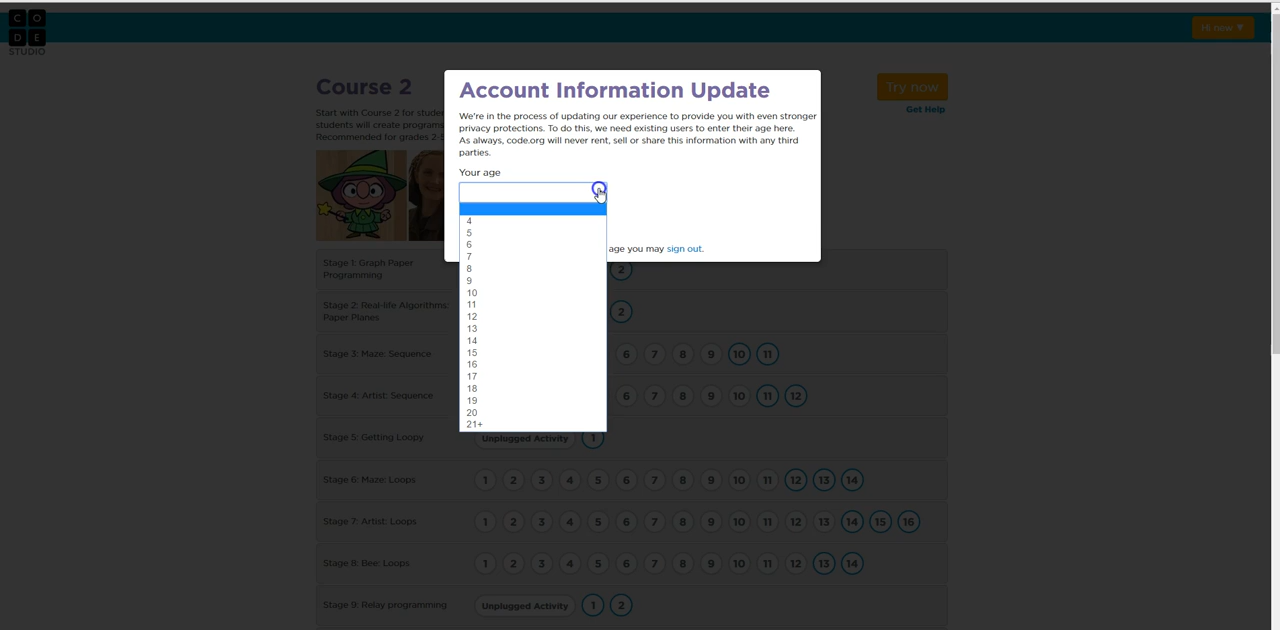 C O
D E
STUDIO
Hi now ▼
Course 2
Try now
Get Help
Start with Course 2 for stude
students will create programs
Recommended for grades 2-5
Account Information Update
We're in the process of updating our experience to provide you with even stronger
privacy protections. To do this, we need existing users to enter their age here.
As always, code.org will never rent, sell or share this information with any third
parties.
Your age
4
5
6
7
8
9
10
11
12
13
14
15
16
17
18
19
20
21+
age you may sign out.
Stage 1: Graph Paper
Programming
2
Stage 2: Real-life Algorithms:
Paper Planes
2
Stage 3: Maze: Sequence
6 7 8 9 10 11
Stage 4: Artist: Sequence
6 7 8 9 10 11 12
Stage 5: Getting Loopy
Unplugged Activity 1
Stage 6: Maze: Loops
1 2 3 4 5 6 7 8 9 10 11 12 13 14
Stage 7: Artist: Loops
1 2 3 4 5 6 7 8 9 10 11 12 13 14 15 16
Stage 8: Bee: Loops
1 2 3 4 5 6 7 8 9 10 11 12 13 14
Stage 9: Relay programming
Unplugged Activity 1 2